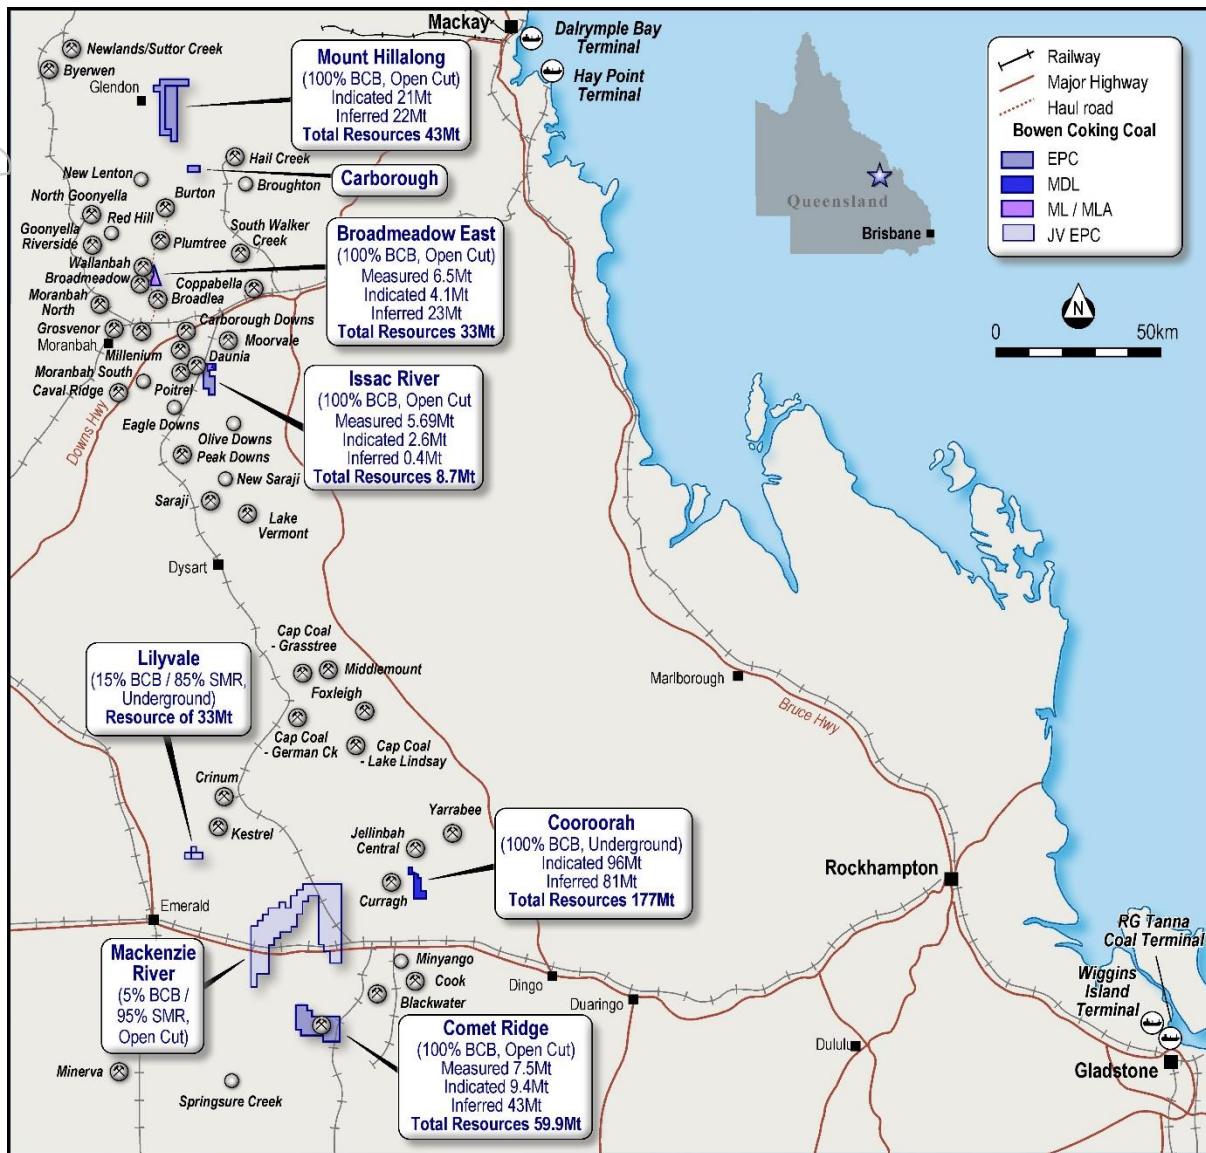 Mackay
Dalrymple Bay
Terminal
Hay Point
Terminal
Newlands/Suttor Creek
Byerwen
Glendon
Mount Hillalong
(100% BCB, Open Cut)
Indicated 21Mt
Inferred 22Mt
Total Resources 43Mt
Railway
Major Highway
Haul road
Bowen Coking Coal
EPC
MDL
ML / MLA
JV EPC
Queensland
Brisbane
N
0
50km
Hail Creek
Broughton
Carborough
New Lenton
Burton
North Goonyella
Red Hill
Goonyella
Riverside
Plumtree
South Walker
Creek
Wallanbah
Broadmeadow
Broadlea
Coppabella
Moranbah
North
Broadmeadow East
(100% BCB, Open Cut)
Measured 6.5Mt
Indicated 4.1Mt
Inferred 23Mt
Total Resources 33Mt
Grosvenor
Moranbah
Carborough Downs
Moorvale
Millenium
Daunia
Moranbah South
Poitrel
Caval Ridge
Issac River
(100% BCB, Open Cut
Measured 5.69Mt
Indicated 2.6Mt
Inferred 0.4Mt
Total Resources 8.7Mt
Downs Hwy
Eagle Downs
Olive Downs
Peak Downs
New Saraji
Saraji
Lake
Vermont
Dysart
Cap Coal
- Grasstree
Middlemount
Foxleigh
Cap Coal
- German Ck
Cap Coal
- Lake Lindsay
Lilyvale
(15% BCB / 85% SMR,
Underground)
Resource of 33Mt
Marlborough
Bruce Hwy
Crinum
Kestrel
Yarrabee
Jellinbah
Central
Curragh
Cooroorah
(100% BCB, Underground)
Indicated 96Mt
Inferred 81Mt
Total Resources 177Mt
Rockhampton
Emerald
Mackenzie
River
(5% BCB /
95% SMR,
Open Cut)
Minyango
Cook
Blackwater
Dingo
Duaringo
RG Tanna
Coal Terminal
Wiggins
Island
Terminal
Gladstone
Comet Ridge
(100% BCB, Open Cut)
Measured 7.5Mt
Indicated 9.4Mt
Inferred 43Mt
Total Resources 59.9Mt
Dululu
Minerva
Springsure Creek